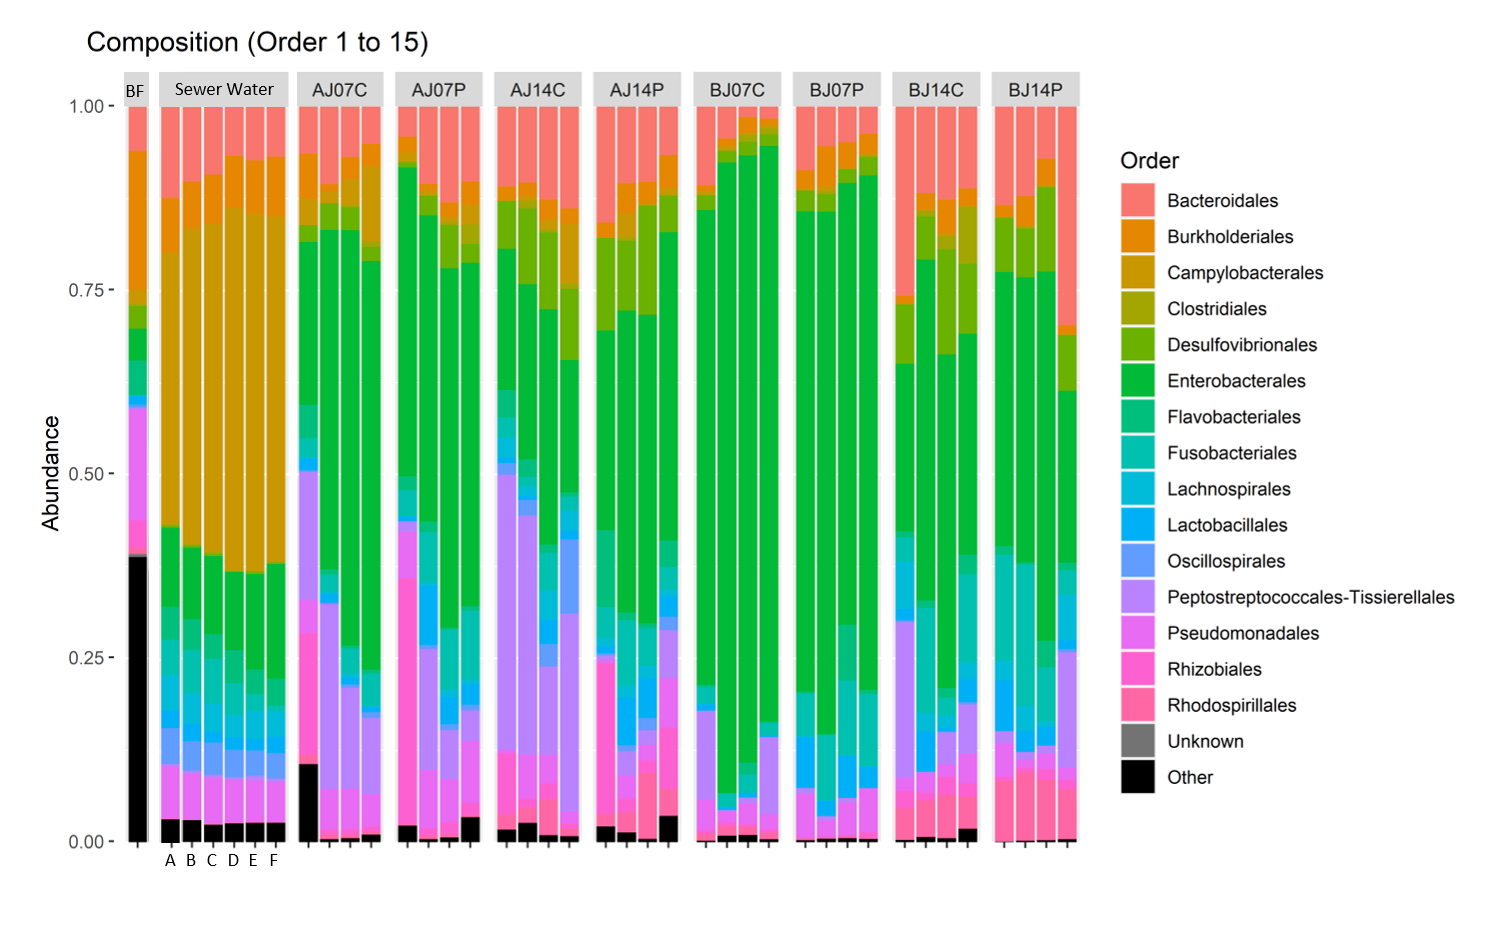 Composition (Order 1 to 15)
BF Sewer Water AJ07C AJ07P AJ14C AJ14P BJ07C BJ07P BJ14C BJ14P
1.00
0.75
0.50
0.25
0.00
Abundance
A B C D E F
Order
Bacteroidales
Burkholderiales
Campylobacterales
Clostridiales
Desulfovibrionales
Enterobacterales
Flavobacteriales
Fusobacteriales
Lachnospirales
Lactobacillales
Oscillospirales
Peptostreptococcales-Tissierellales
Pseudomonadales
Rhizobiales
Rhodospirillales
Unknown
Other